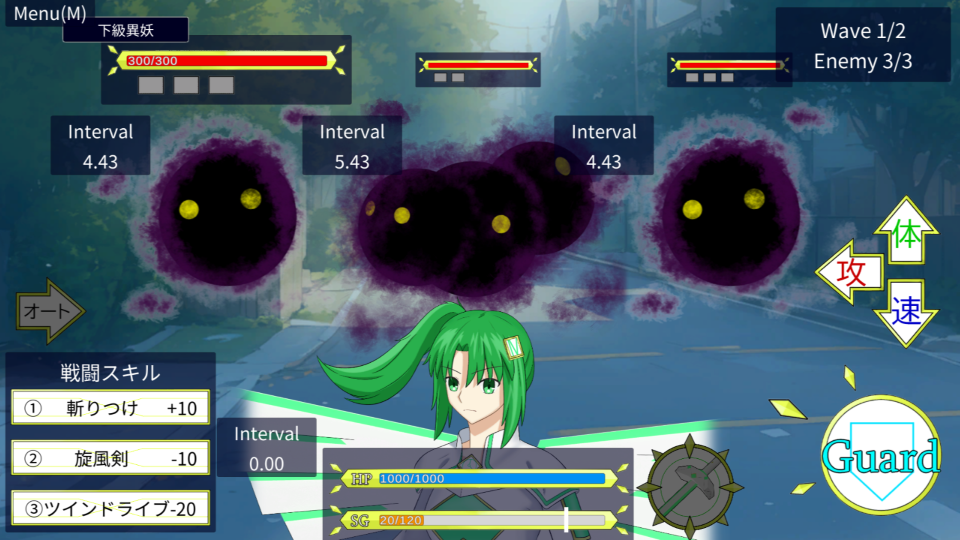 Menu(M)
下級異妖
300/300
Wave 1/2
Enemy 3/3
Interval
4.43
Interval
5.43
Interval
4.43
体
攻
速
オート
戦闘スキル
① 斬りつけ +10
② 旋風剣 -10
③ツインドライブ-20
Interval
0.00
HP 1000/1000
SG 20/120
Guard